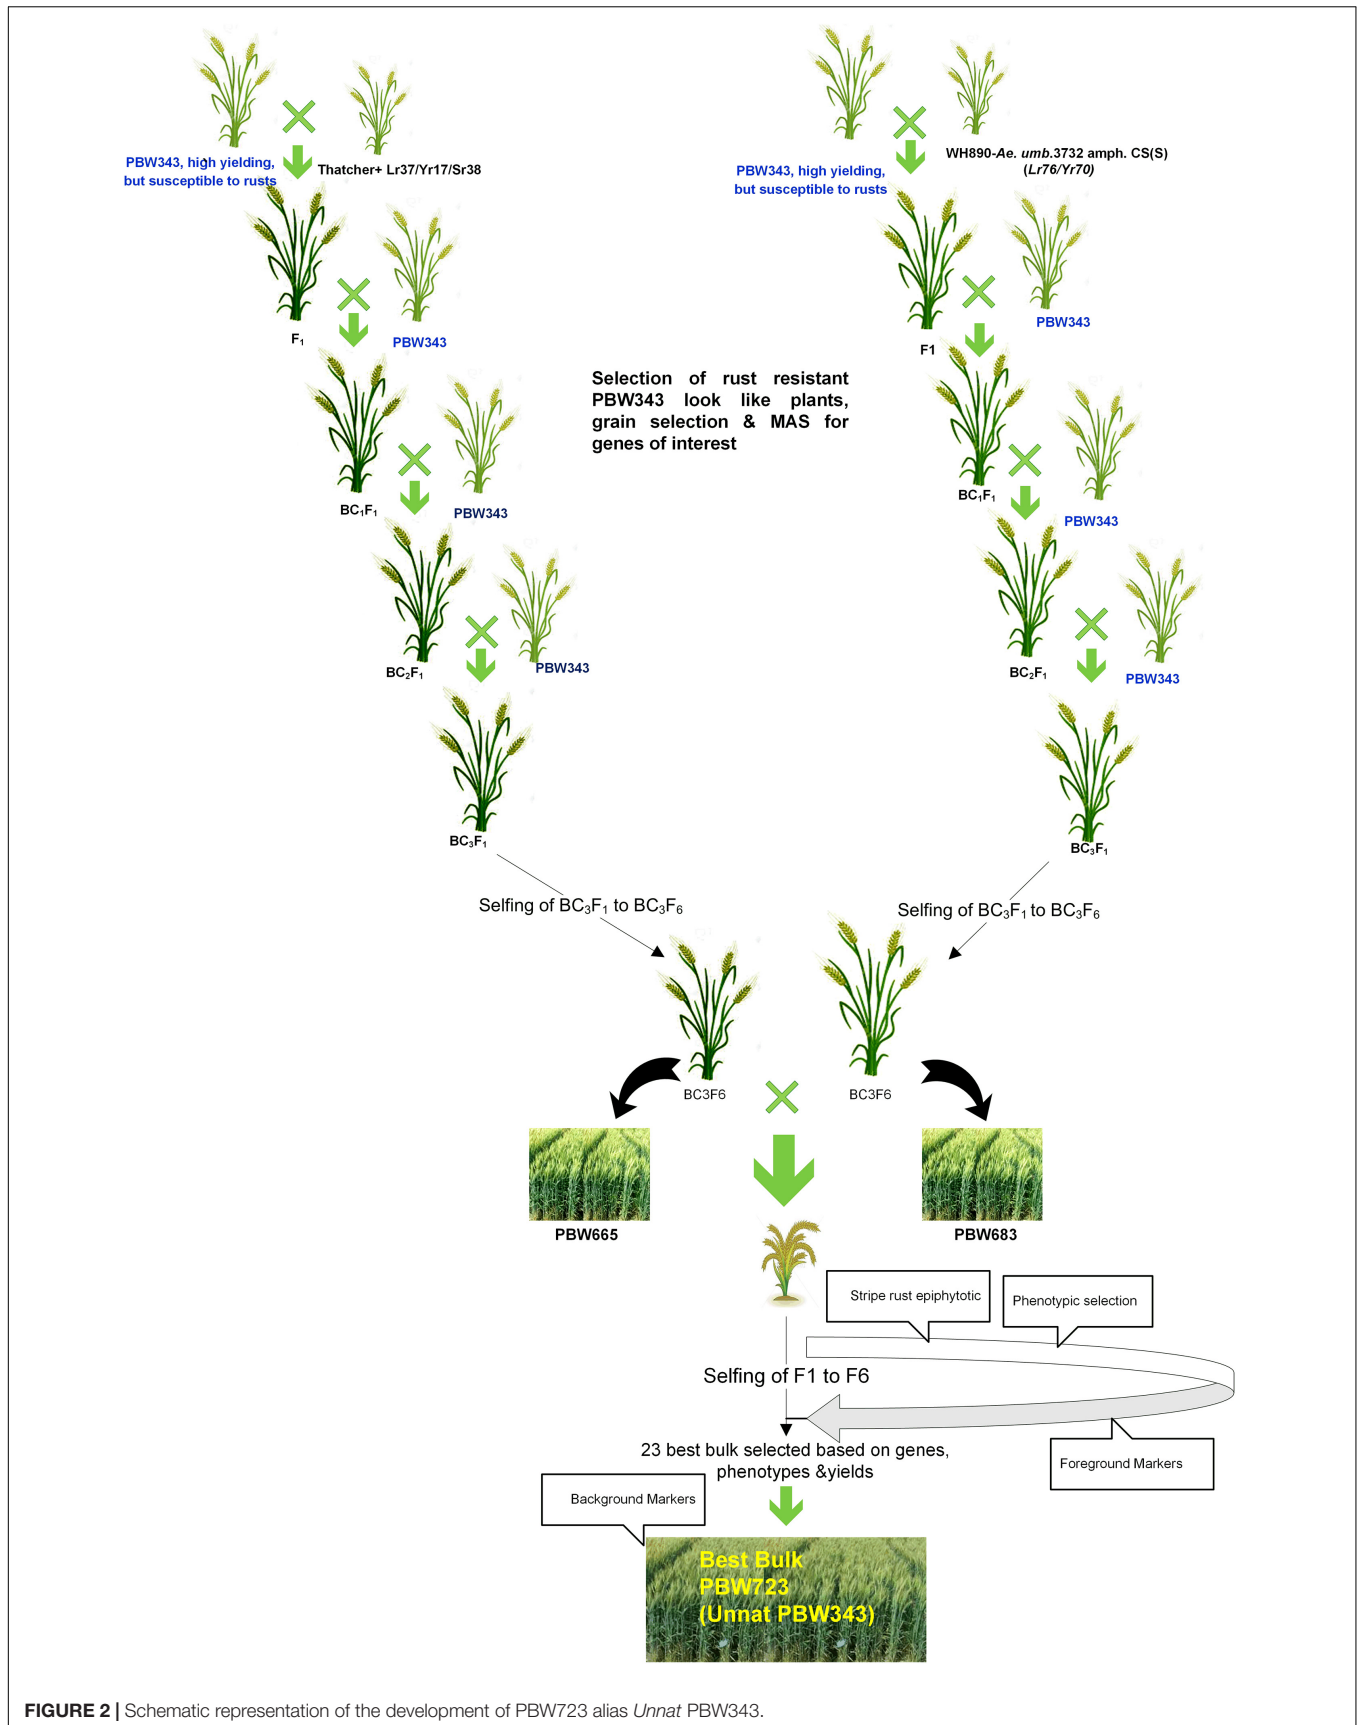 PBW343, high yielding,
but susceptible to rusts
Thatcher+ Lr37/Yr17/Sr38
PBW343, high yielding,
but susceptible to rusts
WH890-Ae. umb.3732 amph. CS(S)
(Lr76/Yr70)
F₁
PBW343
F1
PBW343
Selection of rust resistant
PBW343 look like plants,
grain selection & MAS for
genes of interest
BC₁F₁
PBW343
BC₁F₁
PBW343
BC₂F₁
PBW343
BC₂F₁
PBW343
BC₃F₁
BC₃F₁
Selfing of BC₃F₁ to BC₃F₆
Selfing of BC₃F₁ to BC₃F₆
BC3F6
BC3F6
PBW665
PBW683
Stripe rust epiphytotic
Phenotypic selection
Selfing of F1 to F6
23 best bulk selected based on genes,
phenotypes &yields
Foreground Markers
Background Markers
Best Bulk
PBW723
(Unnat PBW343)
FIGURE 2 | Schematic representation of the development of PBW723 alias Unnat PBW343.